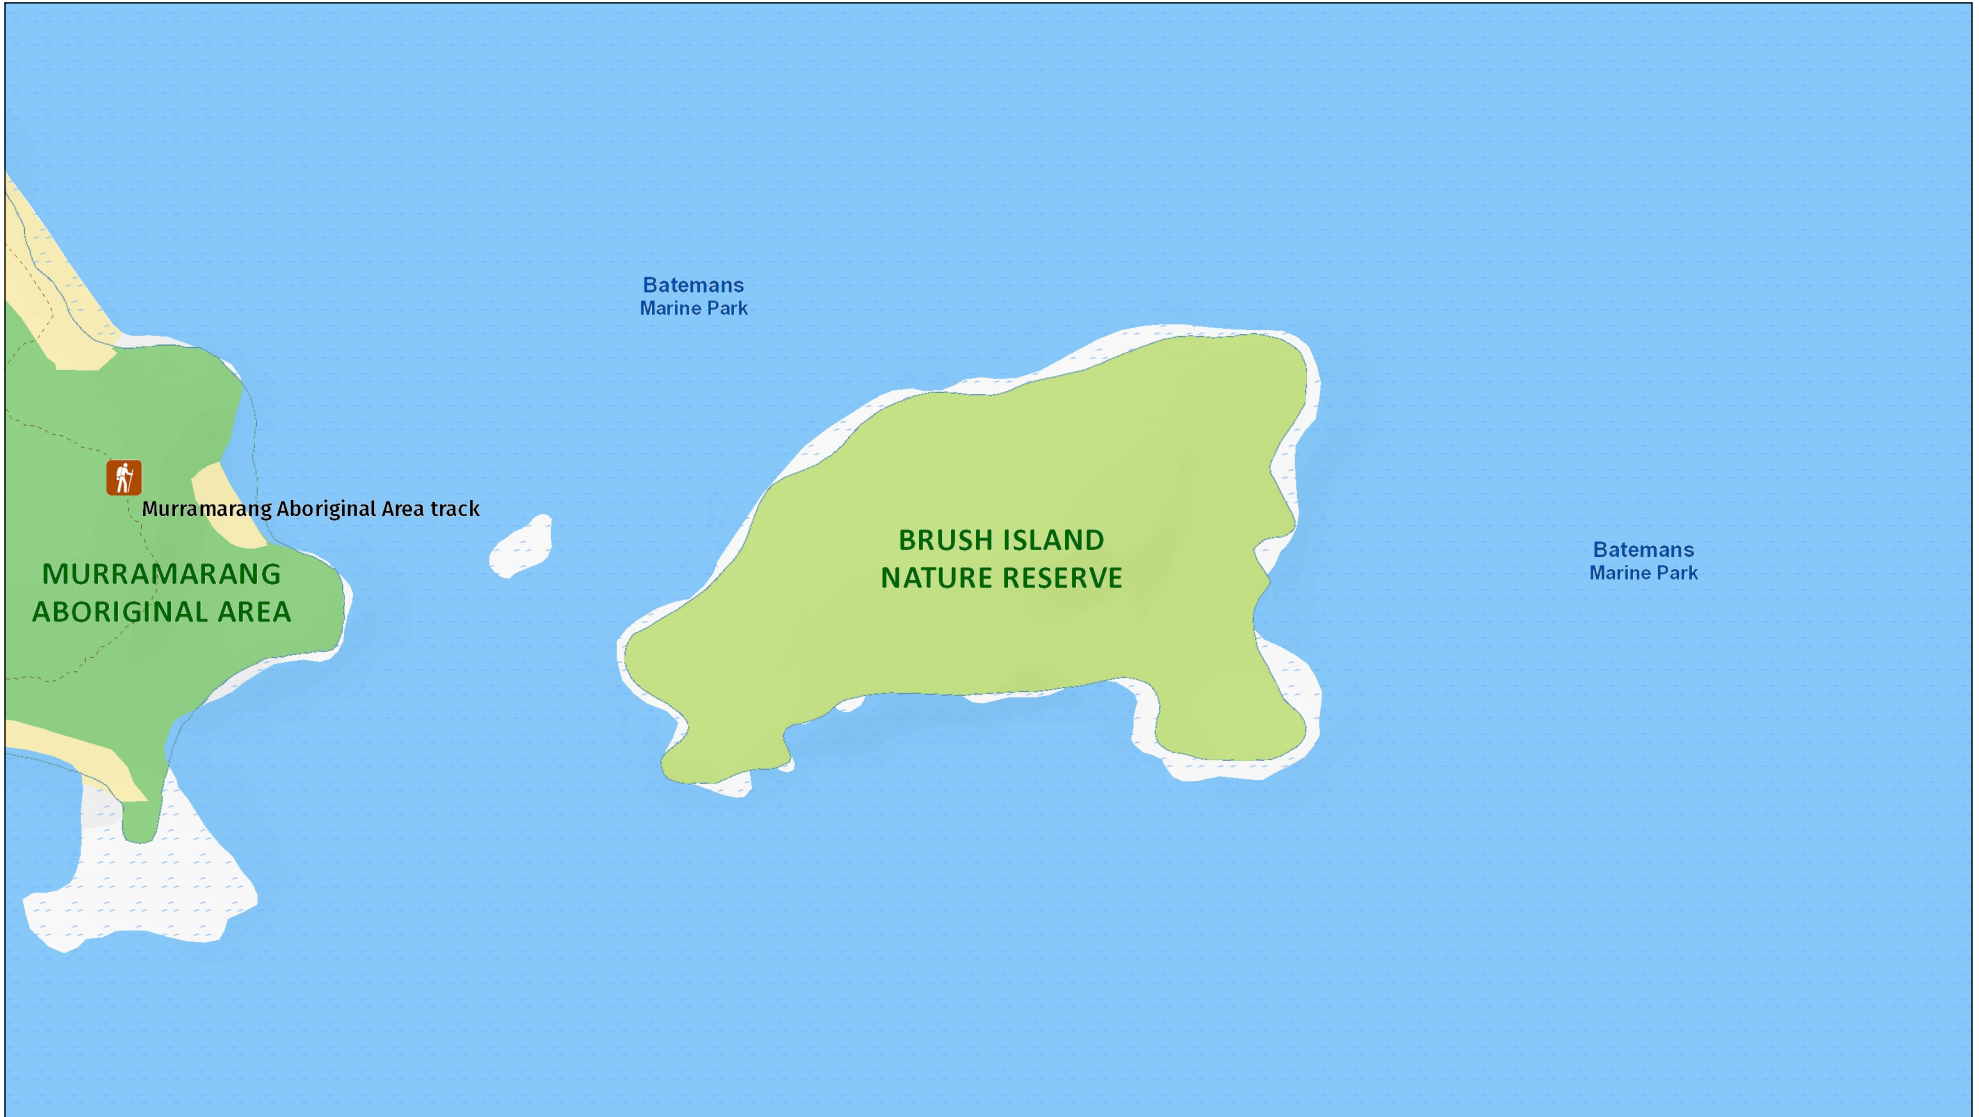 Batemans
Marine Park
Murramarang Aboriginal Area track
BRUSH ISLAND
NATURE RESERVE
Batemans
Marine Park
MURRAMARANG
ABORIGINAL AREA